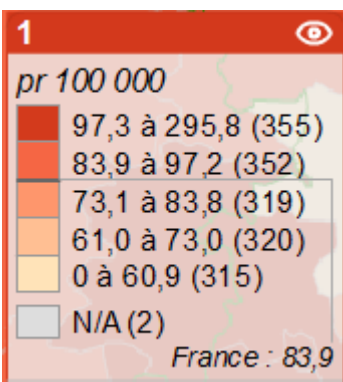 1
pr 100 000
97,3 à 295,8 (355)
83,9 à 97,2 (352)
73,1 à 83,8 (319)
61,0 à 73,0 (320)
0 à 60,9 (315)
N/A (2)
France : 83,9